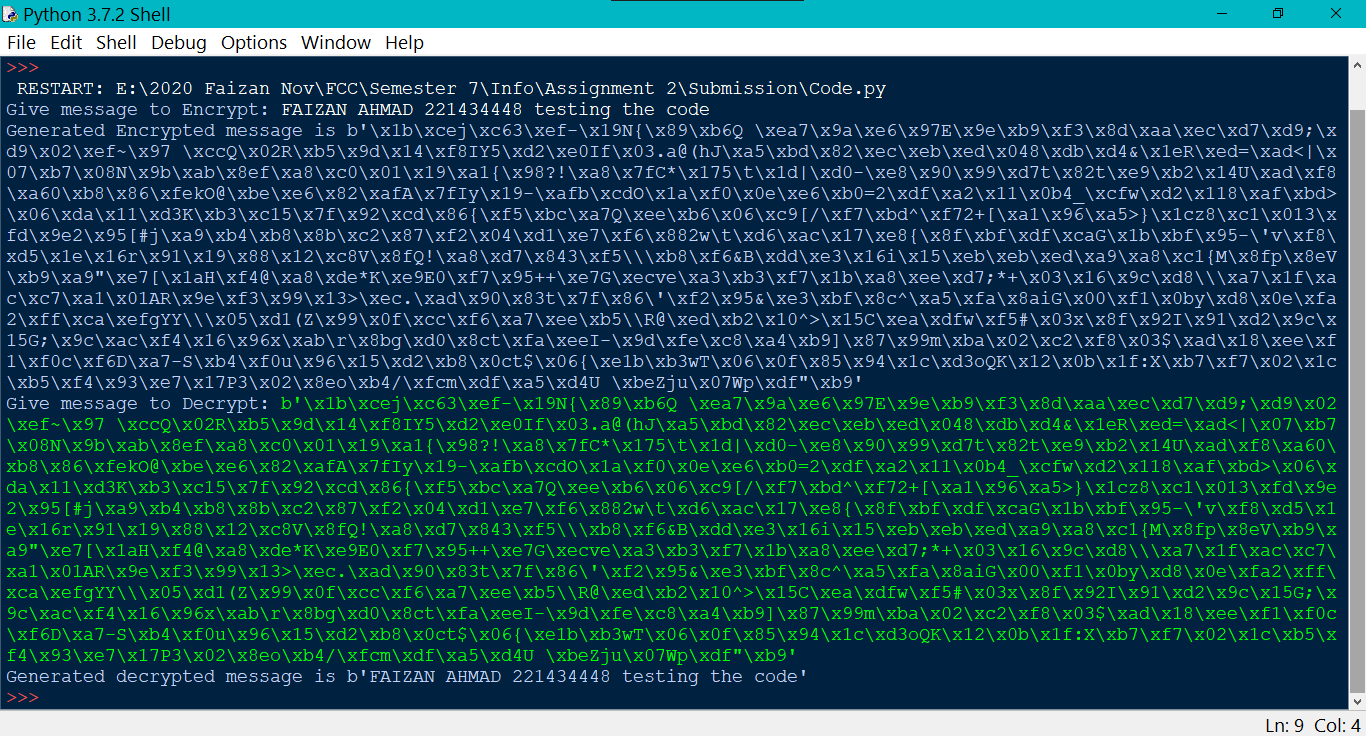 Python 3.7.2 Shell
File Edit Shell Debug Options Window Help
>>>
 RESTART: E:\2020 Faizan Nov\FCC\Semester 7\Info\Assignment 2\Submission\Code.py
Give message to Encrypt: FAIZAN AHMAD 221434448 testing the code
Generated Encrypted message is b'\x1b\xcej\xc63\xef-\x19N{\x89\xb6Q \xea7\x9a\xe6\x97E\x9e\xb9\xf3\x8d\xaa\xec\xd7\xd9;\x
d9\x02\xef~\x97 \xccQ\x02R\xb5\x9d\x14\xf8IY5\xd2\xe0If\x03.a@(hJ\xa5\xbd\x82\xec\xeb\xed\x048\xdb\xd4&\x1eR\xed=\xad<|\x
07\xb7\x08N\x9b\xab\x8ef\xa8\xc0\x01\x19\xa1{\x98?!\xa8\x7fC*\x175\t\x1d|\xd0-\xe8\x90\x99\xd7t\x82t\xe9\xb2\x14U\xad\xf8
\xa60\xb8\x86\xfekO@\xbe\xe6\x82\xafA\x7fIy\x19-\xafb\xcdO\x1a\xf0\x0e\xe6\xb0=2\xdf\xa2\x11\x0b4_\xcfw\xd2\x118\xaf\xbd>
\x06\xda\x11\xd3K\xb3\xc15\x7f\x92\xcd\x86{\xf5\xbc\xa7Q\xee\xb6\x06\xc9[/\xf7\xbd^\xf72+[\xa1\x96\xa5>}\x1cz8\xc1\x013\x
fd\x9e2\x95[#j\xa9\xb4\xb8\x8b\xc2\x87\xf2\x04\xd1\xe7\xf6\x882w\t\xd6\xac\x17\xe8{\x8f\xbf\xdf\xcaG\x1b\xbf\x95-\'v\xf8\
xd5\x1e\x16r\x91\x19\x88\x12\xc8V\x8fQ!\xa8\xd7\x843\xf5\\\xb8\xf6&B\xdd\xe3\x16i\x15\xeb\xeb\xed\xa9\xa8\xc1{M\x8fp\x8eV
\xb9\xa9"\xe7[\x1aH\xf4@\xa8\xde*K\xe9E0\xf7\x95++\xe7G\xecve\xa3\xb3\xf7\x1b\xa8\xee\xd7;*+\x03\x16\x9c\xd8\\\xa7\x1f\xa
c\xc7\xa1\x01AR\x9e\xf3\x99\x13>\xec.\xad\x90\x83t\x7f\x86\'\xf2\x95&\xe3\xbf\x8c^\xa5\xfa\x8aiG\x00\xf1\x0by\xd8\x0e\xfa
2\xff\xca\xefgYY\\\x05\xd1(Z\x99\x0f\xcc\xf6\xa7\xee\xb5\\R@\xed\xb2\x10^>\x15C\xea\xdfw\xf5#\x03x\x8f\x92I\x91\xd2\x9c\x
15G;\x9c\xac\xf4\x16\x96x\xab\r\x8bg\xd0\x8ct\xfa\xeeI-\x9d\xfe\xc8\xa4\xb9]\x87\x99m\xba\x02\xc2\xf8\x03$\xad\x18\xee\xf
1\xf0c\xf6D\xa7-S\xb4\xf0u\x96\x15\xd2\xb8\x0ct$\x06{\xe1b\xb3wT\x06\x0f\x85\x94\x1c\xd3oQK\x12\x0b\x1f:X\xb7\xf7\x02\x1c
\xb5\xf4\x93\xe7\x17P3\x02\x8eo\xb4/\xfcm\xdf\xa5\xd4U \xbeZju\x07Wp\xdf"\xb9'
Give message to Decrypt: b'\x1b\xcej\xc63\xef-\x19N{\x89\xb6Q \xea7\x9a\xe6\x97E\x9e\xb9\xf3\x8d\xaa\xec\xd7\xd9;\xd9\x02
\xef~\x97 \xccQ\x02R\xb5\x9d\x14\xf8IY5\xd2\xe0If\x03.a@(hJ\xa5\xbd\x82\xec\xeb\xed\x048\xdb\xd4&\x1eR\xed=\xad<|\x07\xb7
\x08N\x9b\xab\x8ef\xa8\xc0\x01\x19\xa1{\x98?!\xa8\x7fC*\x175\t\x1d|\xd0-\xe8\x90\x99\xd7t\x82t\xe9\xb2\x14U\xad\xf8\xa60\
xb8\x86\xfekO@\xbe\xe6\x82\xafA\x7fIy\x19-\xafb\xcdO\x1a\xf0\x0e\xe6\xb0=2\xdf\xa2\x11\x0b4_\xcfw\xd2\x118\xaf\xbd>\x06\x
da\x11\xd3K\xb3\xc15\x7f\x92\xcd\x86{\xf5\xbc\xa7Q\xee\xb6\x06\xc9[/\xf7\xbd^\xf72+[\xa1\x96\xa5>}\x1cz8\xc1\x013\xfd\x9e
2\x95[#j\xa9\xb4\xb8\x8b\xc2\x87\xf2\x04\xd1\xe7\xf6\x882w\t\xd6\xac\x17\xe8{\x8f\xbf\xdf\xcaG\x1b\xbf\x95-\'v\xf8\xd5\x1
e\x16r\x91\x19\x88\x12\xc8V\x8fQ!\xa8\xd7\x843\xf5\\\xb8\xf6&B\xdd\xe3\x16i\x15\xeb\xeb\xed\xa9\xa8\xc1{M\x8fp\x8eV\xb9\x
a9"\xe7[\x1aH\xf4@\xa8\xde*K\xe9E0\xf7\x95++\xe7G\xecve\xa3\xb3\xf7\x1b\xa8\xee\xd7;*+\x03\x16\x9c\xd8\\\xa7\x1f\xac\xc7\
xa1\x01AR\x9e\xf3\x99\x13>\xec.\xad\x90\x83t\x7f\x86\'\xf2\x95&\xe3\xbf\x8c^\xa5\xfa\x8aiG\x00\xf1\x0by\xd8\x0e\xfa2\xff\
xca\xefgYY\\\x05\xd1(Z\x99\x0f\xcc\xf6\xa7\xee\xb5\\R@\xed\xb2\x10^>\x15C\xea\xdfw\xf5#\x03x\x8f\x92I\x91\xd2\x9c\x15G;\x
9c\xac\xf4\x16\x96x\xab\r\x8bg\xd0\x8ct\xfa\xeeI-\x9d\xfe\xc8\xa4\xb9]\x87\x99m\xba\x02\xc2\xf8\x03$\xad\x18\xee\xf1\xf0c
\xf6D\xa7-S\xb4\xf0u\x96\x15\xd2\xb8\x0ct$\x06{\xe1b\xb3wT\x06\x0f\x85\x94\x1c\xd3oQK\x12\x0b\x1f:X\xb7\xf7\x02\x1c\xb5\x
f4\x93\xe7\x17P3\x02\x8eo\xb4/\xfcm\xdf\xa5\xd4U \xbeZju\x07Wp\xdf"\xb9'
Generated decrypted message is b'FAIZAN AHMAD 221434448 testing the code'
>>>
Ln: 9 Col: 4